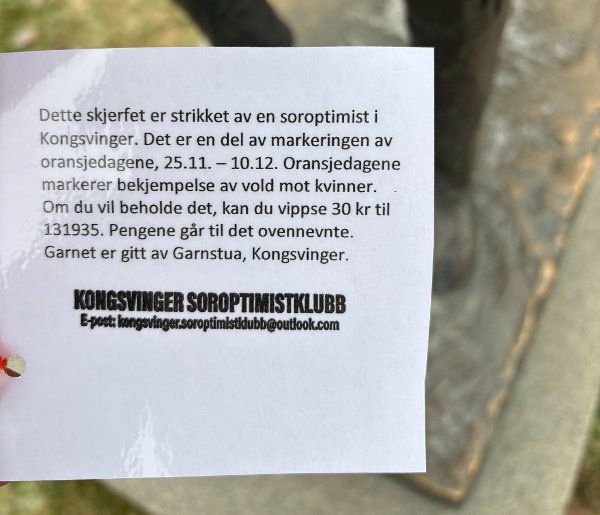 Dette skjerfet er strikket av en soroptimist i
Kongsvinger. Det er en del av markeringen av
oransjedagene, 25.11. – 10.12. Oransjedagene
markerer bekjempelse av vold mot kvinner.
Om du vil beholde det, kan du vippse 30 kr til
131935. Pengene går til det ovennevnte.
Garnet er gitt av Garnstua, Kongsvinger.
KONGSVINGER SOROPTIMISTKLUBB
E-post: kongsvinger.soroptimistklubb@outlook.com